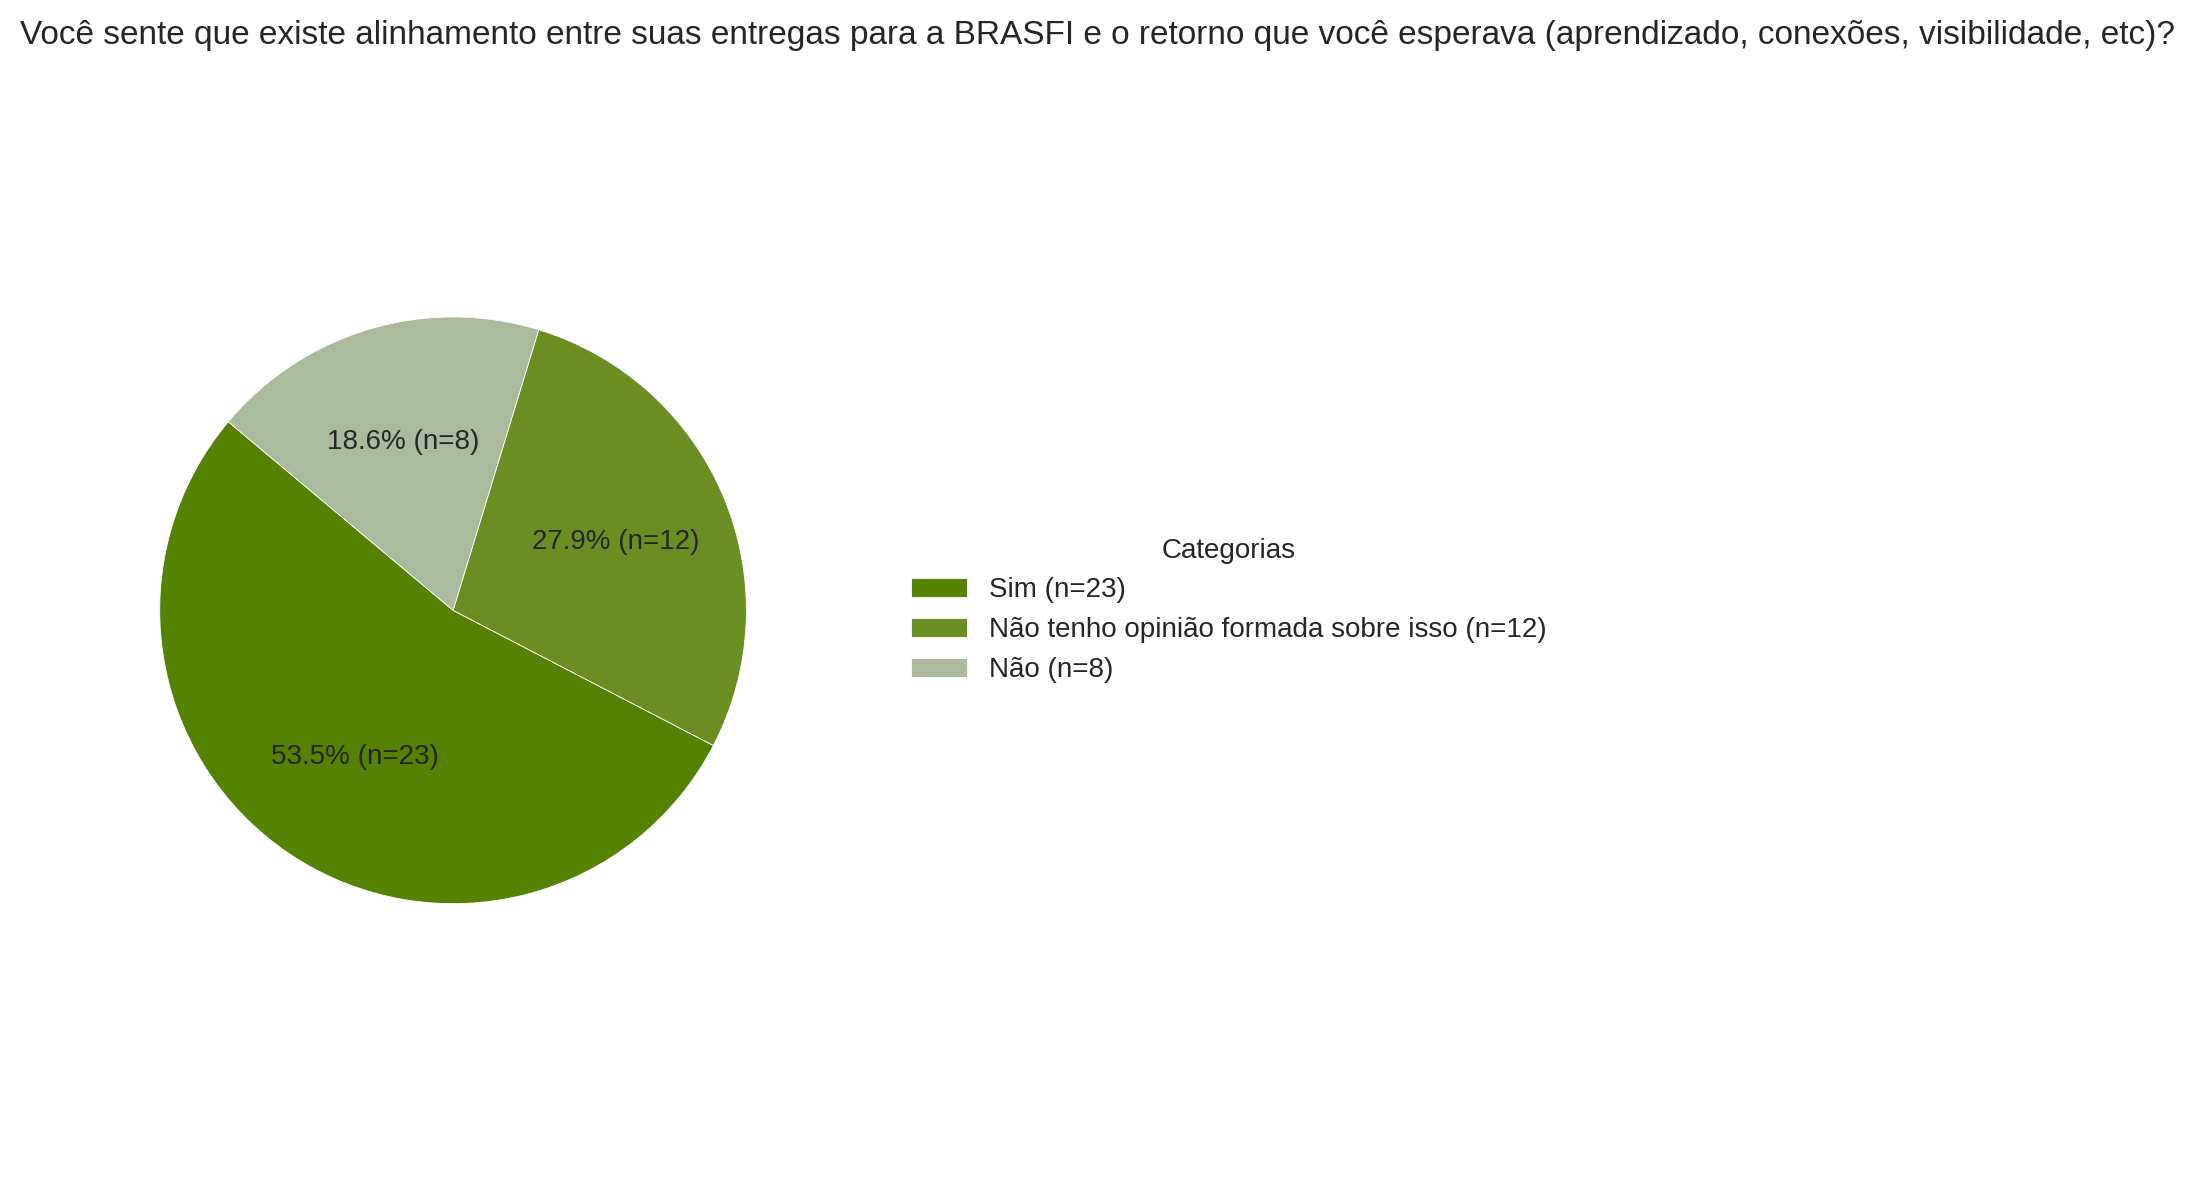 Você sente que existe alinhamento entre suas entregas para a BRASFI e o retorno que você esperava (aprendizado, conexões, visibilidade, etc)?
18.6% (n=8)
27.9% (n=12)
53.5% (n=23)
Categorias
Sim (n=23)
Não tenho opinião formada sobre isso (n=12)
Não (n=8)